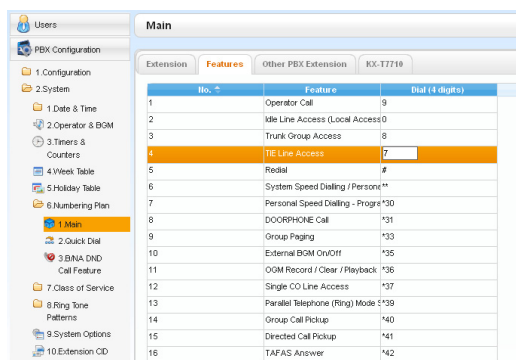 Users
PBX Configuration
1.Configuration
2.System
1.Date & Time
2.Operator & BGM
3.Timers &
Counters
4.Week Table
5.Holiday Table
6.Numbering Plan
1.Main
2.Quick Dial
3.B/NA DND
Call Feature
7.Class of Service
8.Ring Tone
Patterns
9.System Options
10.Extension CID
Main
Extension Features Other PBX Extension KX-T7710
No. Feature Dial (4 digits)
1 Operator Call 9
2 Idle Line Access (Local Access 0
3 Trunk Group Access 8
4 TIE Line Access 7
5 Redial #
6 System Speed Dialling / Persona **
7 Personal Speed Dialling - Progra *30
8 DOORPHONE Call *31
9 Group Paging *33
10 External BGM On/Off *35
11 OGM Record / Clear / Playback *36
12 Single CO Line Access *37
13 Parallel Telephone (Ring) Mode S *39
14 Group Call Pickup *40
15 Directed Call Pickup *41
16 TAFAS Answer *42